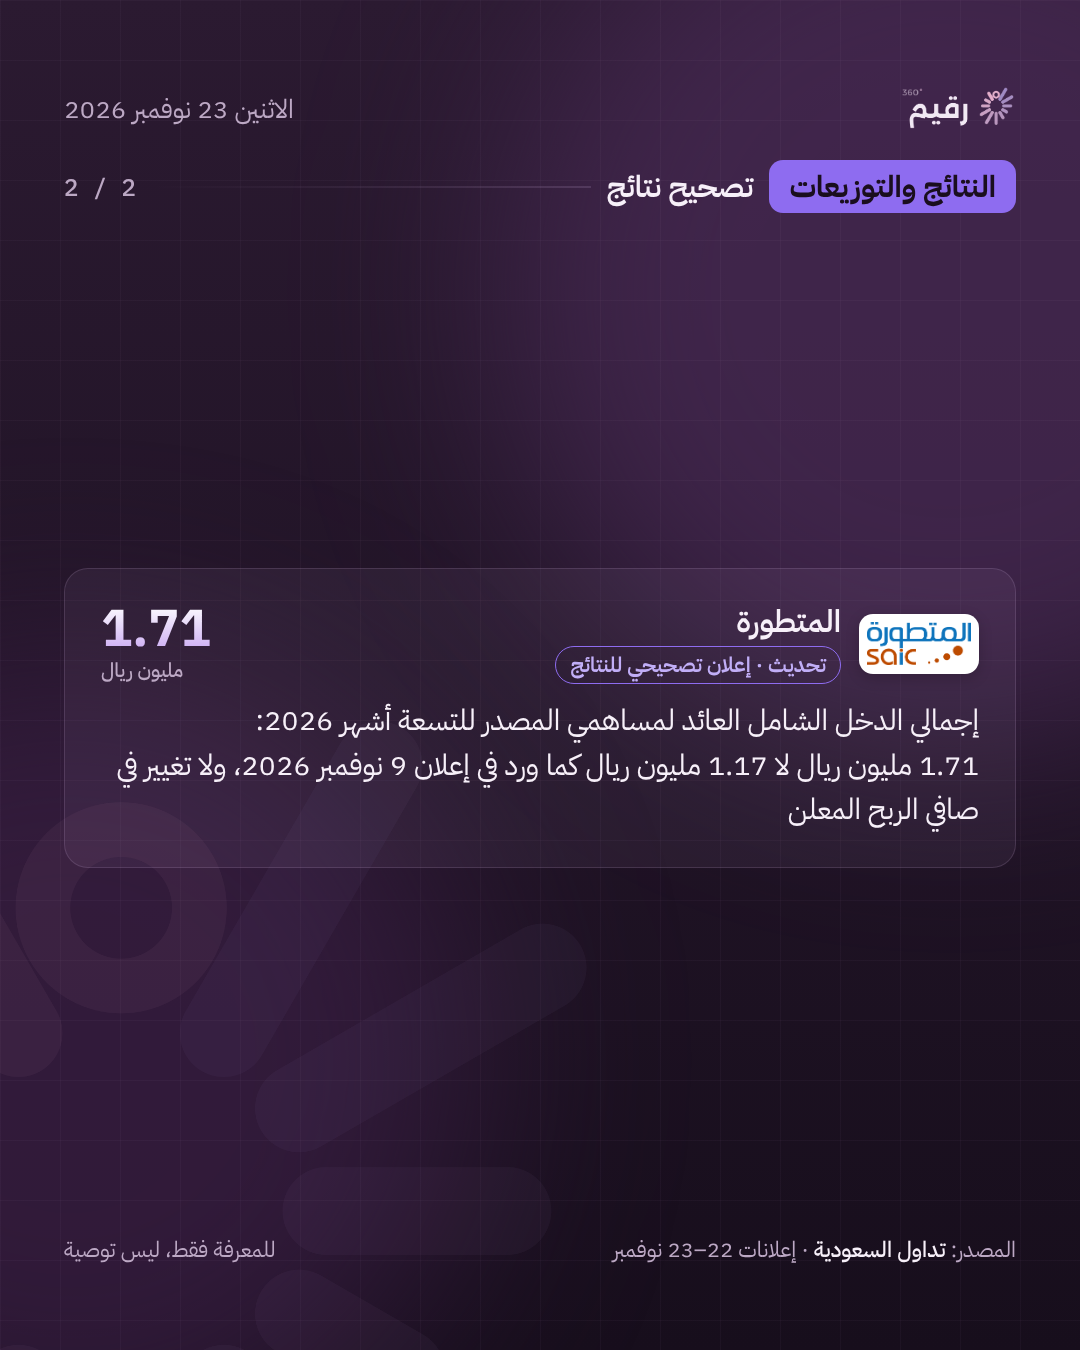 رقيم 360°
الاثنين 23 نوفمبر 2026
النتائج والتوزيعات تصحيح نتائج
2 / 2
المتطورة
saic
المتطورة
تحديث · إعلان تصحيحي للنتائج
1.71
مليون ريال
إجمالي الدخل الشامل العائد لمساهمي المصدر للتسعة أشهر 2026:
1.71 مليون ريال لا 1.17 مليون ريال كما ورد في إعلان 9 نوفمبر 2026، ولا تغيير في
صافي الربح المعلن
المصدر: تداول السعودية · إعلانات 22–23 نوفمبر
للمعرفة فقط، ليس توصية